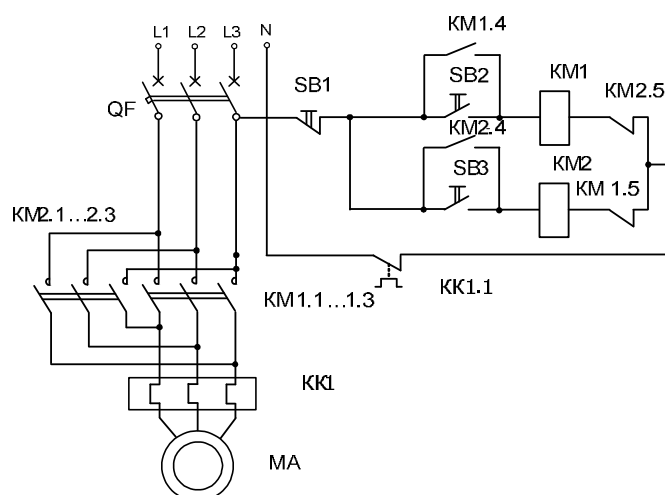 L1 L2 L3 N
KM1.4
SB1
SB2
KM1
KM2.5
QF
KM2.4
SB3
KM2
KM 1.5
KM2.1...2.3
KM1.1...1.3
KK1.1
KK1
MA